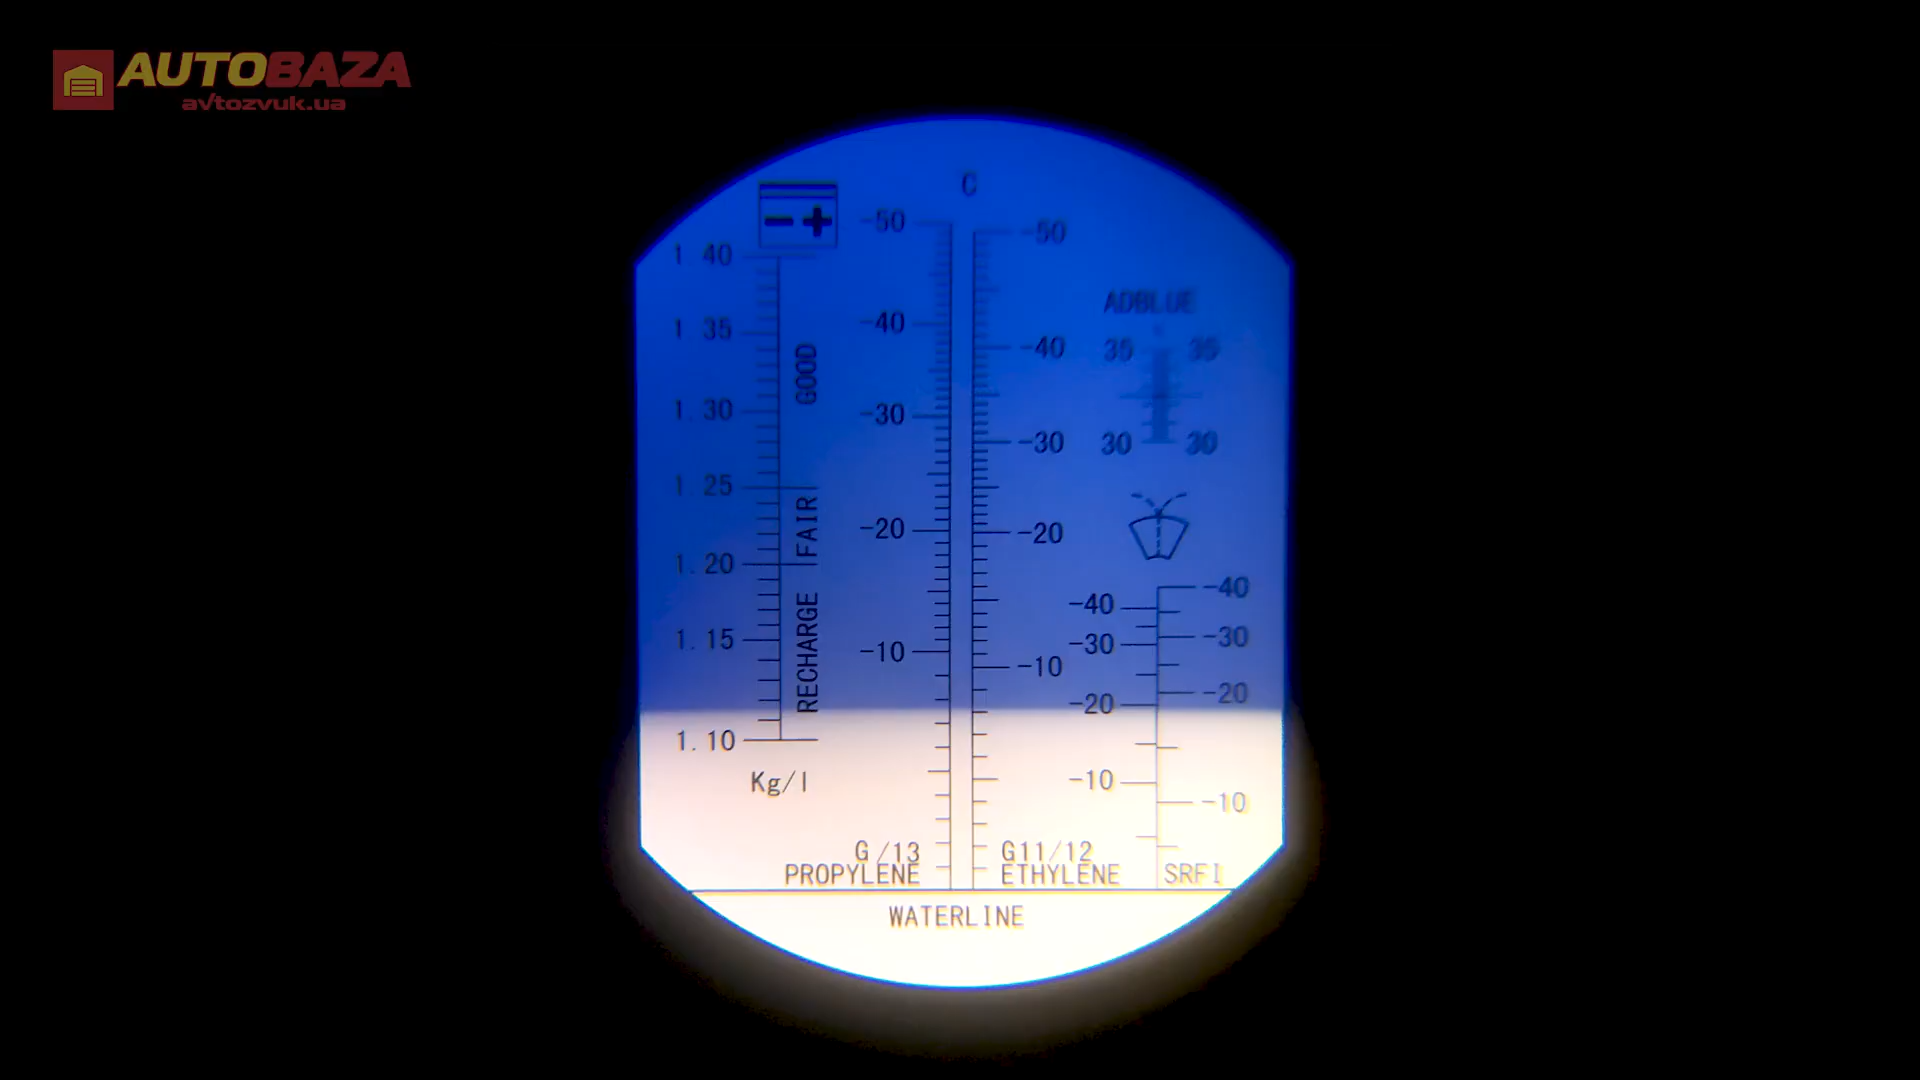 AUTOBAZA
avtozvuk.ua
C
- +
1.40
1.35
1.30
1.25
1.20
1.15
1.10
Kg/l
GOOD
FAIR
RECHARGE
-50
-40
-30
-20
-10
G /13
PROPYLENE
-50
-40
-30
-20
-10
G11/12
ETHYLENE
ADBLUE
35 35
30 30
-40
-30
-20
-10
-40
-30
-20
-10
SRFI
WATERLINE